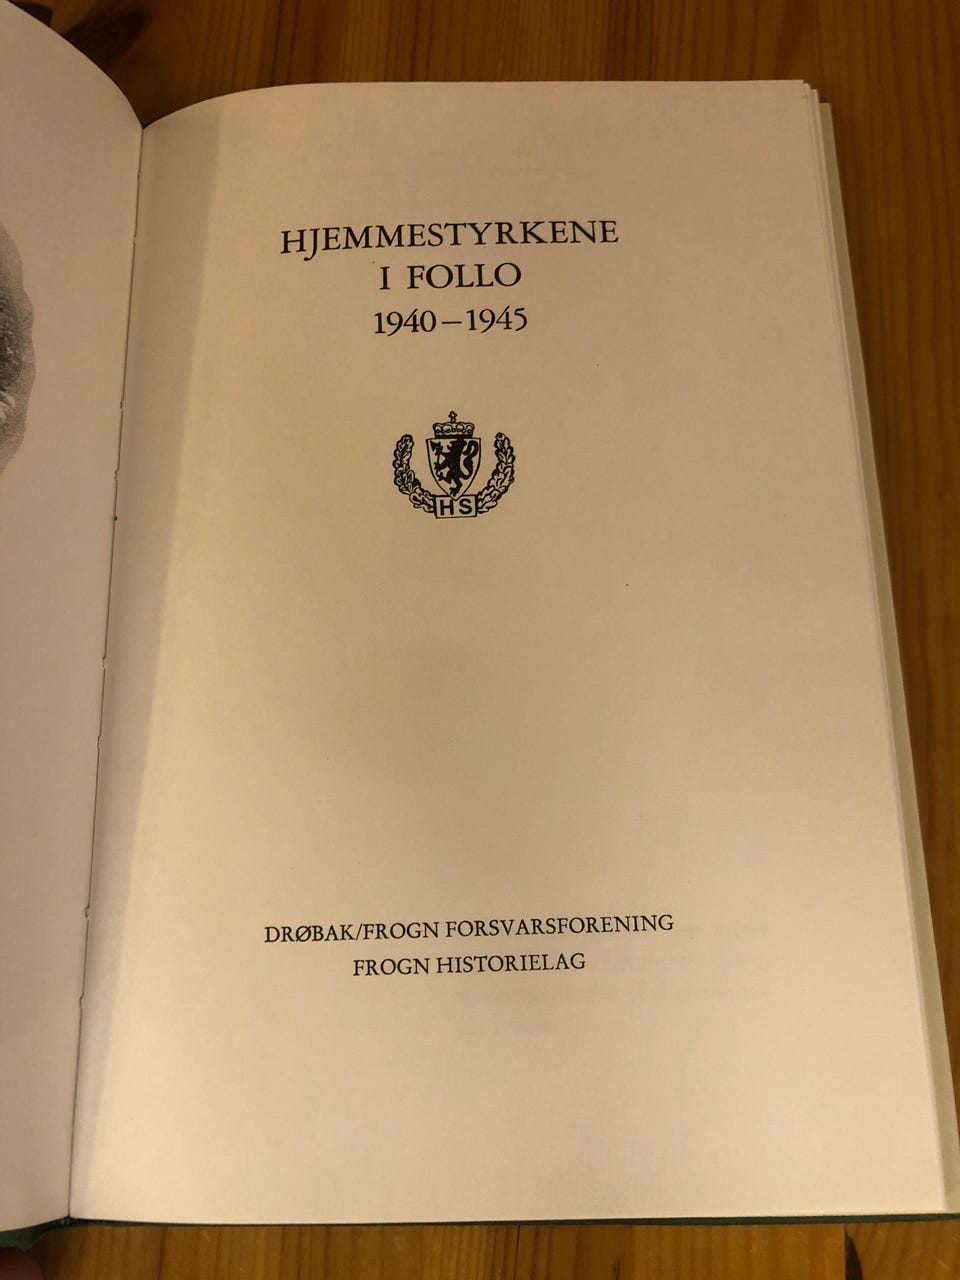 HJEMMESTYRKENE
I FOLLO
1940–1945
HS
DRØBAK/FROGN FORSVARSFORENING
FROGN HISTORIELAG